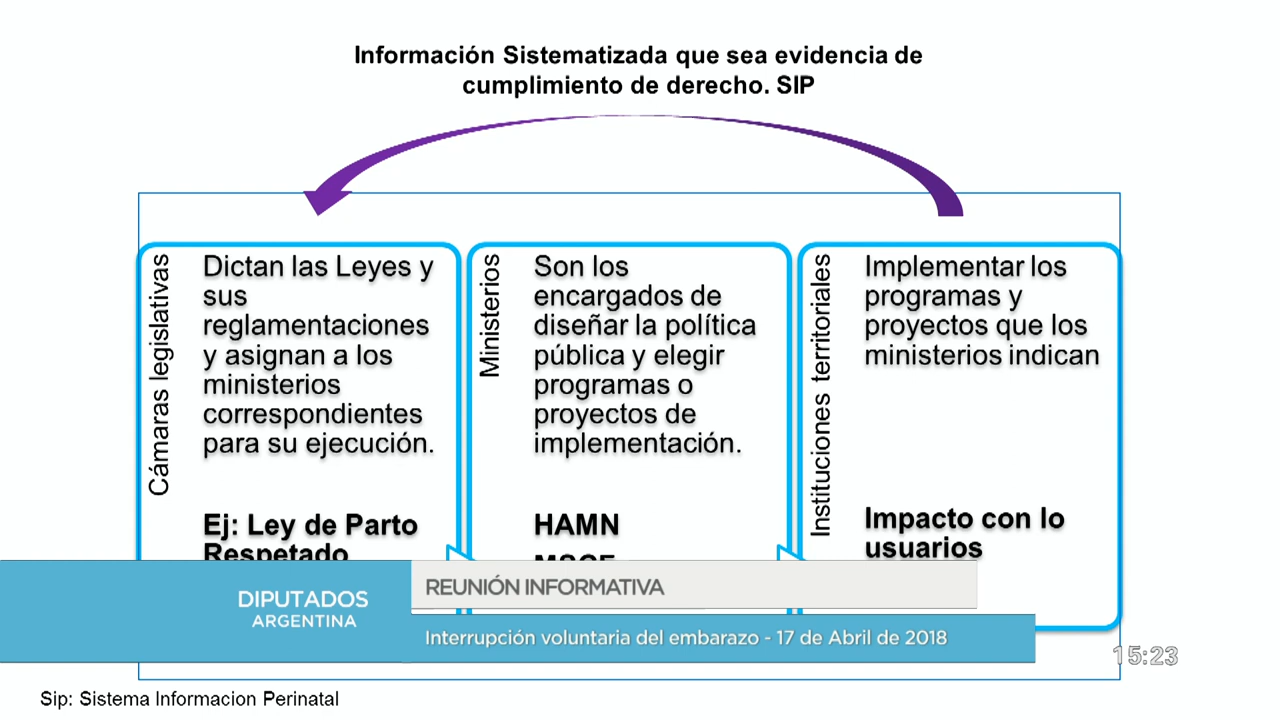 Información Sistematizada que sea evidencia de
cumplimiento de derecho. SIP
Cámaras legislativas
Dictan las Leyes y
sus
reglamentaciones
y asignan a los
ministerios
correspondientes
para su ejecución.
Ej: Ley de Parto
Respetado
Ministerios
Son los
encargados de
diseñar la política
pública y elegir
programas o
proyectos de
implementación.
HAMN
Instituciones territoriales
Implementar los
programas y
proyectos que los
ministerios indican
Impacto con lo
usuarios
DIPUTADOS
ARGENTINA
REUNIÓN INFORMATIVA
Interrupción voluntaria del embarazo - 17 de Abril de 2018
15:23
Sip: Sistema Informacion Perinatal